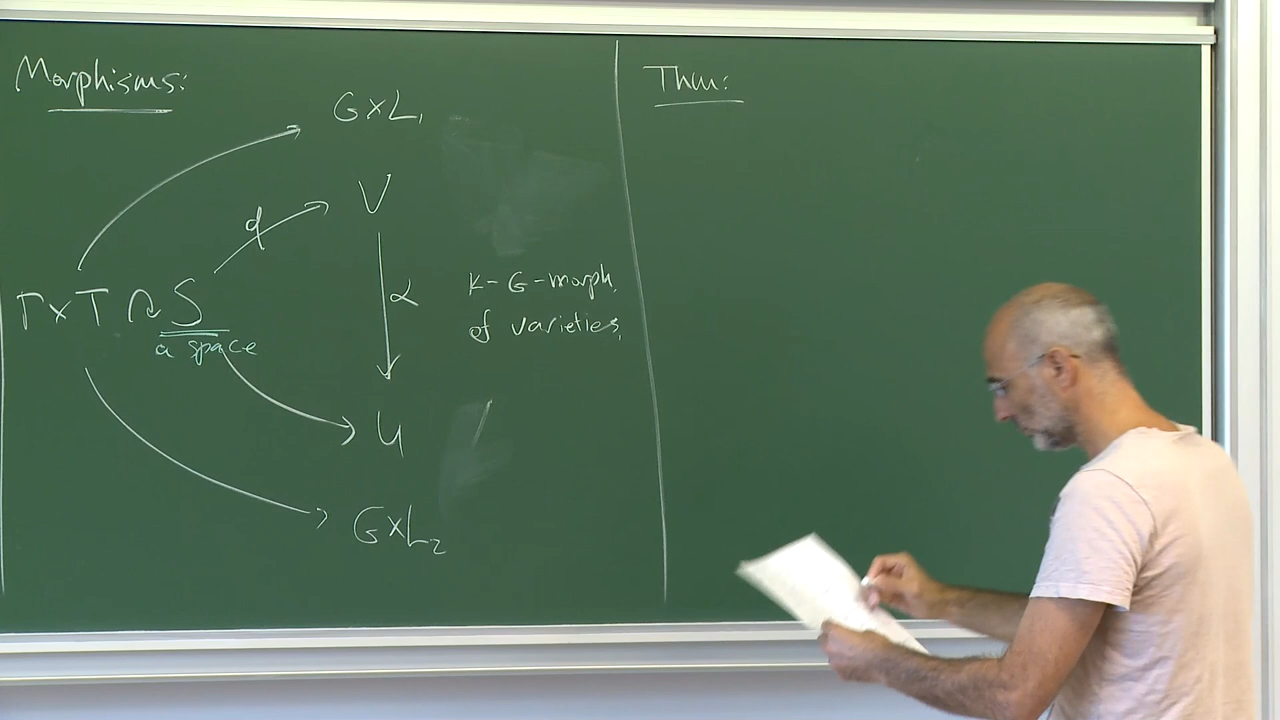 Morphisms:
G×L₁
V
φ
Γ×T ↷ S
a space
α
k-G-morph.
of varieties,
U
G×L₂
Thm: